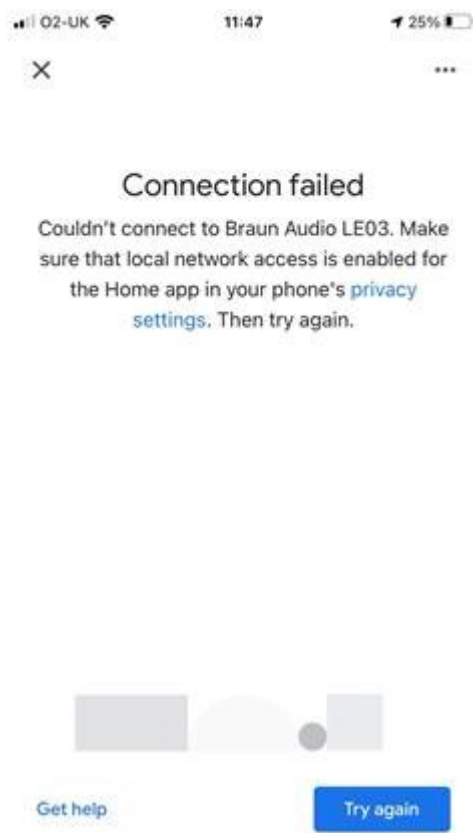 O2-UK 11:47 25%
Connection failed
Couldn't connect to Braun Audio LE03. Make
sure that local network access is enabled for
the Home app in your phone's privacy
settings. Then try again.
Get help Try again